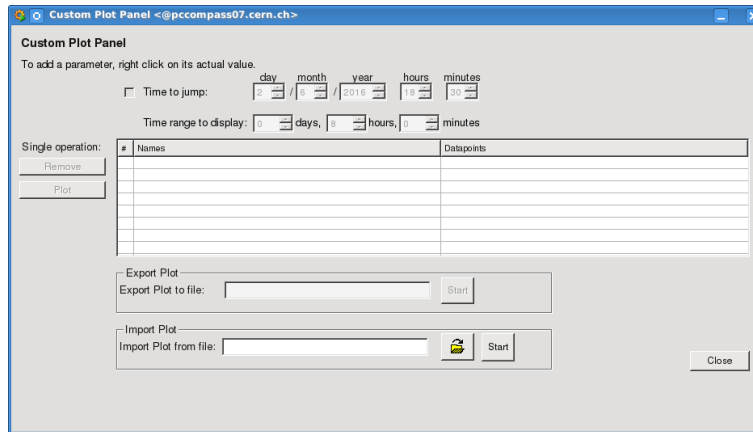 Custom Plot Panel <@pccompass07.cern.ch>
Custom Plot Panel
To add a parameter, right click on its actual value.
day month year hours minutes
Time to jump: 2 / 6 / 2016 18 30
Time range to display: 0 days, 8 hours, 0 minutes
Single operation:
# Names Datapoints
Remove
Plot
Export Plot
Export Plot to file: Start
Import Plot
Import Plot from file: Start
Close